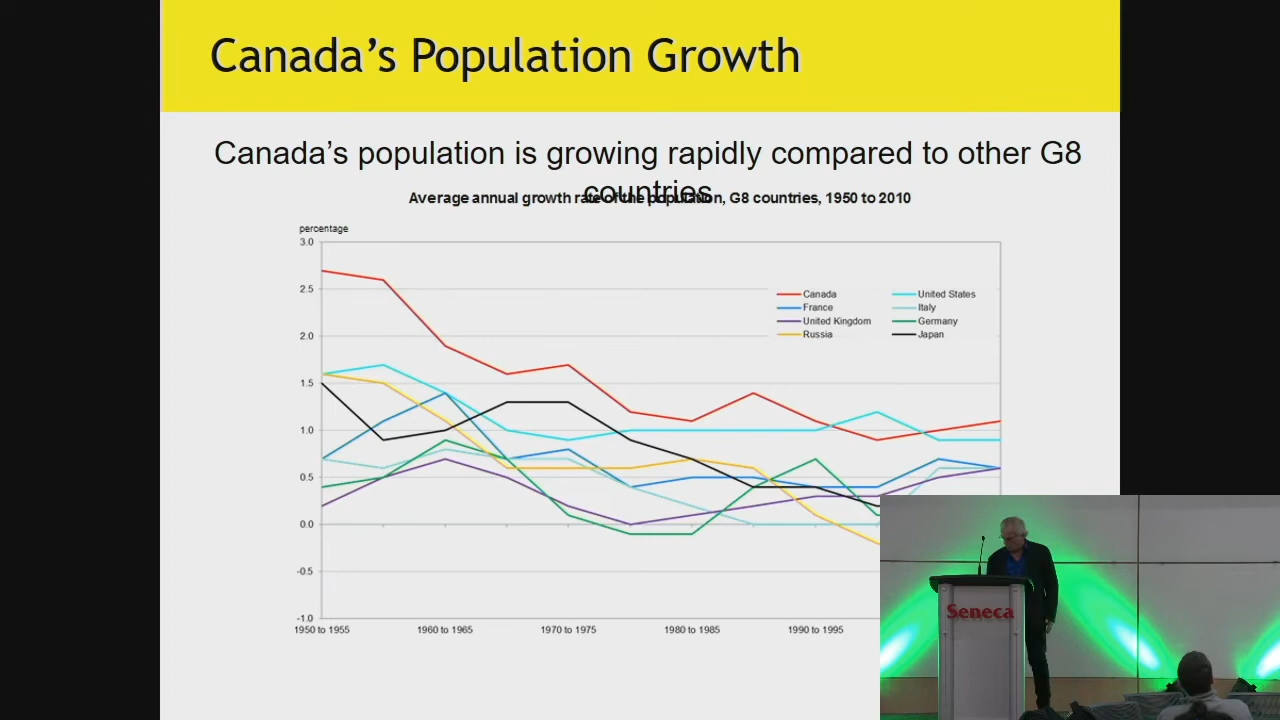 Canada’s Population Growth
Canada’s population is growing rapidly compared to other G8
countries
Average annual growth rate of the population, G8 countries, 1950 to 2010
percentage
3.0
2.5
2.0
1.5
1.0
0.5
0.0
-0.5
-1.0
Canada
United States
France
Italy
United Kingdom
Germany
Russia
Japan
1950 to 1955
1960 to 1965
1970 to 1975
1980 to 1985
1990 to 1995
Seneca